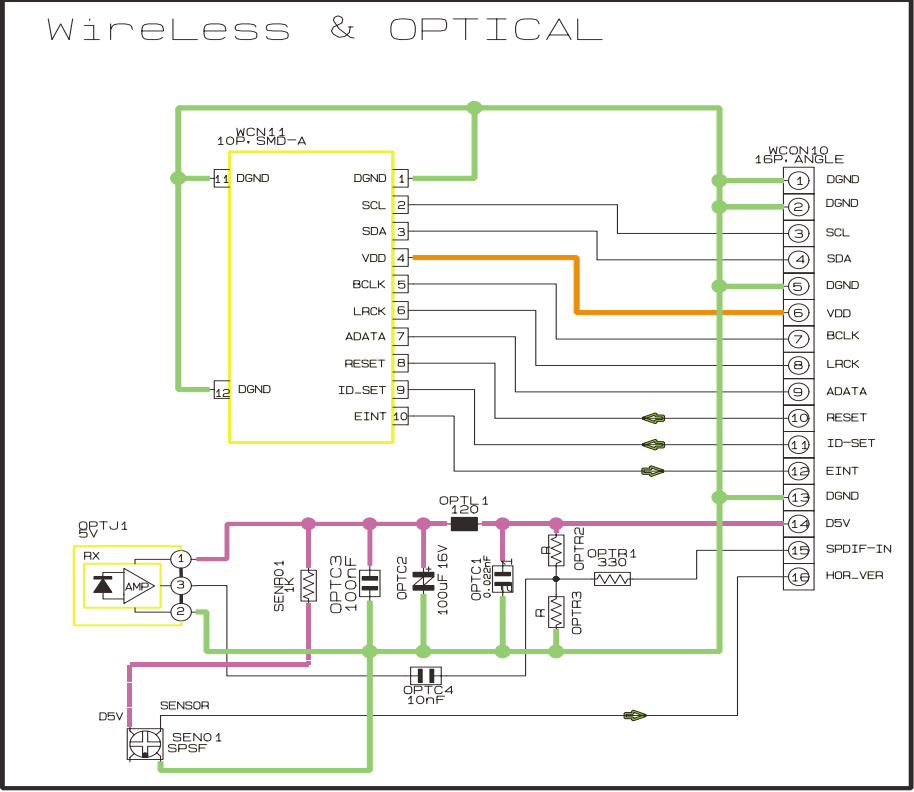 WireLess & OPTICAL
WCN11
10P. SMD-A
WCON10
16P. ANGLE
11 DGND
DGND 1
1 DGND
SCL 2
2 DGND
SDA 3
3 SCL
VDD 4
4 SDA
BCLK 5
5 DGND
LRCK 6
6 VDD
ADATA 7
7 BCLK
RESET 8
8 LRCK
12 DGND
ID_SET 9
9 ADATA
EINT 10
10 RESET
11 ID-SET
12 EINT
13 DGND
14 D5V
15 SPDIF-IN
16 HOR_VER
OPTL1
120
OPTJ1
5V
RX
AMP
1
3
2
SENR01
1K
OPTC3
100nF
OPTC2
100uF 16V
OPTC1
0.022nF
R
OPTR2
OPTR1
330
R
OPTR3
OPTC4
10nF
D5V
SENSOR
SEN01
SPSF